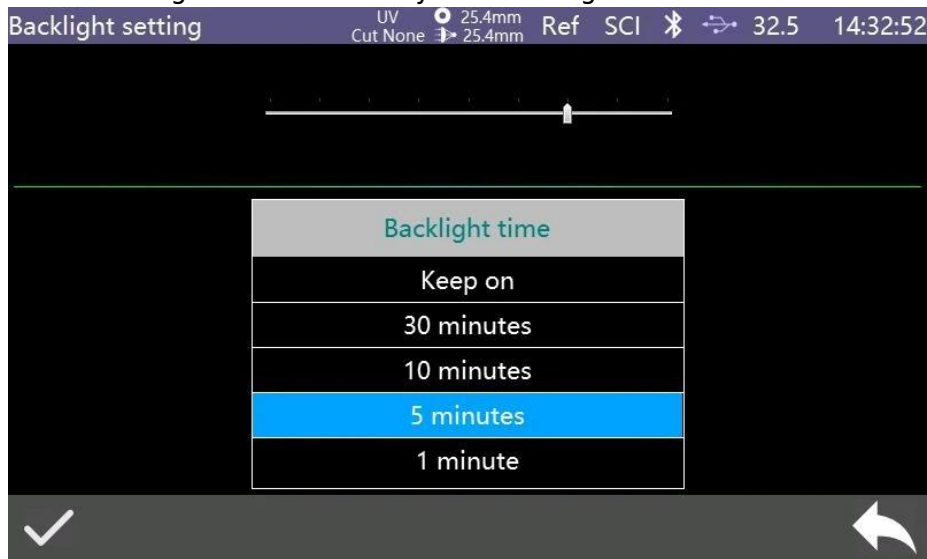 Backlight setting
UV 25.4mm Ref SCI 32.5 14:32:52
Cut None 25.4mm
Backlight time
Keep on
30 minutes
10 minutes
5 minutes
1 minute